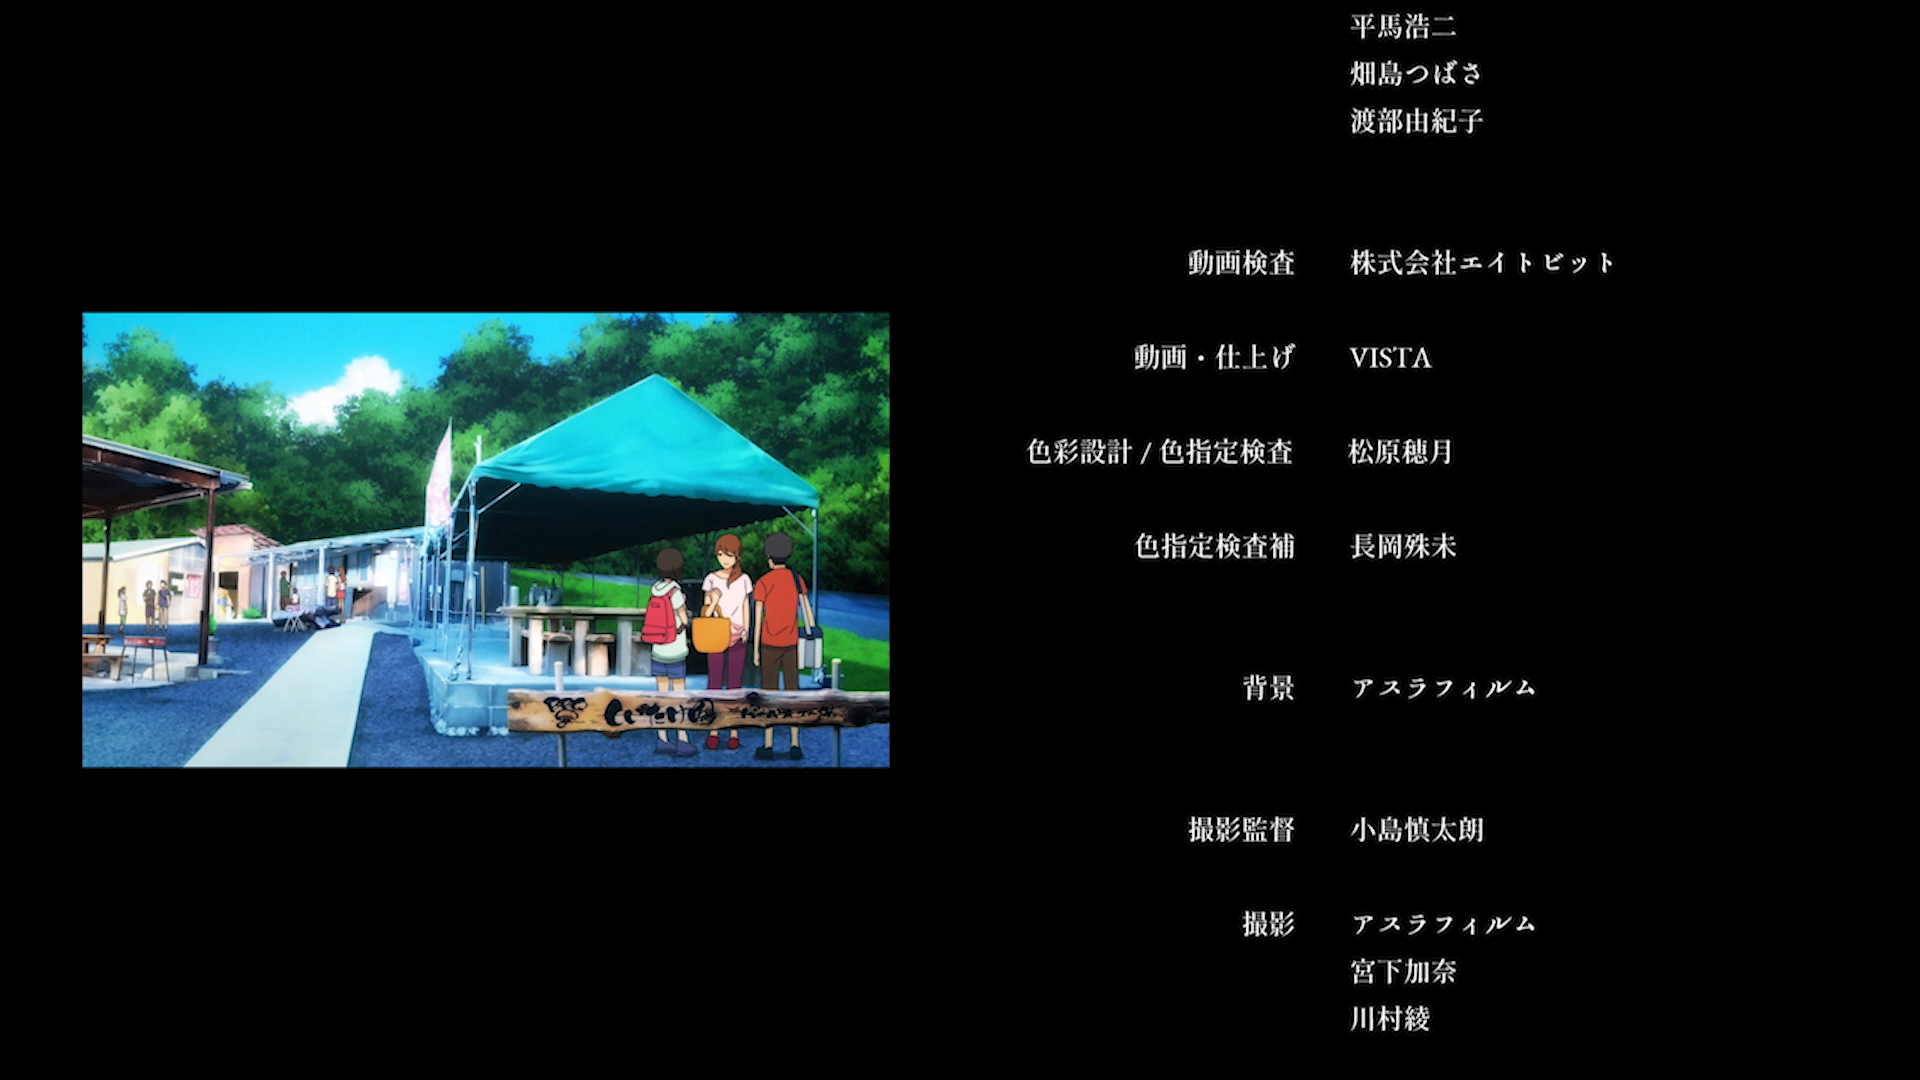 平馬浩二
畑島つばさ
渡部由紀子
動画検査 株式会社エイトビット
動画・仕上げ VISTA
色彩設計 / 色指定検査 松原穂月
色指定検査補 長岡殊未
背景 アスラフィルム
撮影監督 小島慎太朗
撮影 アスラフィルム
宮下加奈
川村綾